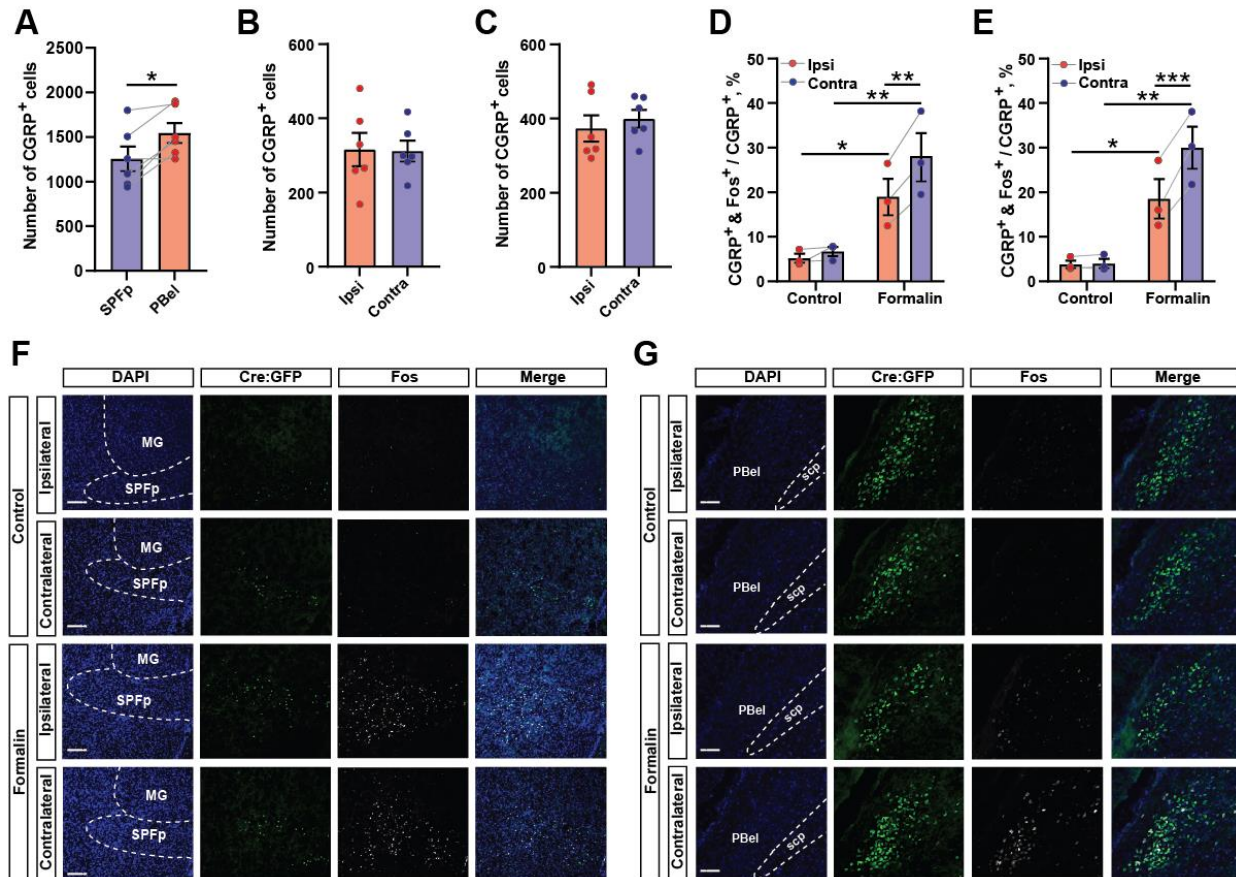 A
Number of CGRP+ cells
2500
2000
1500
1000
500
0
*
SPFp
PBel
B
Number of CGRP+ cells
600
400
200
0
Ipsi
Contra
C
Number of CGRP+ cells
600
400
200
0
Ipsi
Contra
D
CGRP+ & Fos+ / CGRP+, %
50
40
30
20
10
0
Ipsi
Contra
**
**
*
Control
Formalin
E
CGRP+ & Fos+ / CGRP+, %
50
40
30
20
10
0
Ipsi
Contra
***
**
*
Control
Formalin
F
DAPI
Cre:GFP
Fos
Merge
Control
Ipsilateral
MG
SPFp
Contralateral
MG
SPFp
Formalin
Ipsilateral
MG
SPFp
Contralateral
MG
SPFp
G
DAPI
Cre:GFP
Fos
Merge
Control
Ipsilateral
PBel
scp
Contralateral
PBel
scp
Formalin
Ipsilateral
PBel
scp
Contralateral
PBel
scp